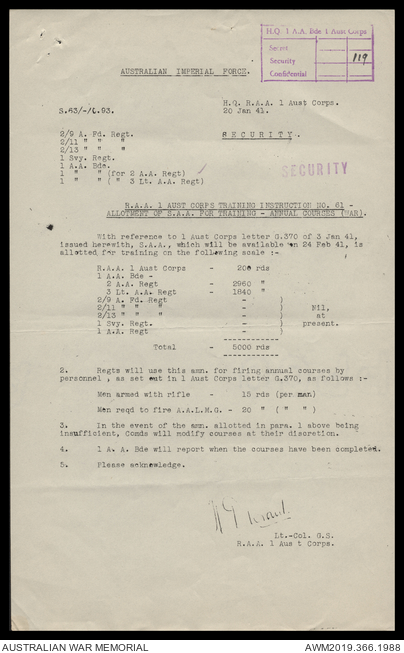 H.Q. 1 A.A. Bde 1 Aust Corps
Secret
Security 119
Confidential
AUSTRALIAN IMPERIAL FORCE.
H.Q. R.A.A. 1 Aust Corps.
S.63/-/G.93. 20 Jan 41.
2/9 A. Fd. Regt. S E C U R I T Y.
2/11 " " "
2/13 " " "
1 Svy. Regt.
1 A.A. Bde.
1 " " (for 2 A.A. Regt)
1 " " ( " 3 Lt. A.A. Regt)
SECURITY
R.A.A. 1 AUST CORPS TRAINING INSTRUCTION NO. 61 -
ALLOTMENT OF S.A.A. FOR TRAINING - ANNUAL COURSES (WAR).
With reference to 1 Aust Corps letter G.370 of 3 Jan 41,
issued herewith, S.A.A., which will be available on 24 Feb 41, is
allotted for training on the following scale :-
R.A.A. 1 Aust Corps - 200 rds
1 A.A. Bde -
2 A.A. Regt - 2960 "
3 Lt. A.A. Regt - 1840 "
2/9 A. Fd. Regt - )
2/11 " " " - ) Nil,
2/13 " " " - ) at
1 Svy. Regt. - ) present.
1 A.A. Regt - )
Total - 5000 rds
2. Regts will use this amn. for firing annual courses by
personnel, as set out in 1 Aust Corps letter G.370, as follows :-
Men armed with rifle - 15 rds (per man)
Men reqd to fire A.A.L.M.G. - 20 " ( " " )
3. In the event of the amn. allotted in para. 1 above being
insufficient, Comds will modify courses at their discretion.
4. 1 A. A. Bde will report when the courses have been completed.
5. Please acknowledge.
Lt.-Col. G.S.
R.A.A. 1 Aus t Corps.
AUSTRALIAN WAR MEMORIAL AWM2019.366.1988